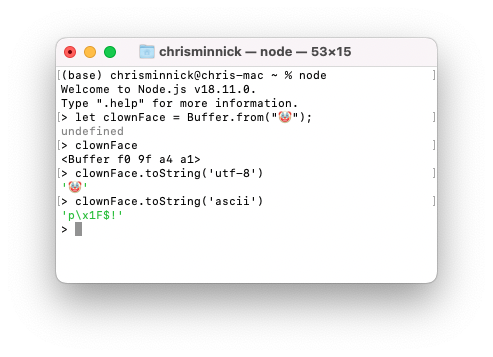 chrisminnick — node — 53×15
(base) chrisminnick@chris-mac ~ % node
Welcome to Node.js v18.11.0.
Type ".help" for more information.
> let clownFace = Buffer.from("🤡");
undefined
> clownFace
<Buffer f0 9f a4 a1>
> clownFace.toString('utf-8')
'🤡'
> clownFace.toString('ascii')
'p\x1F$!'
>